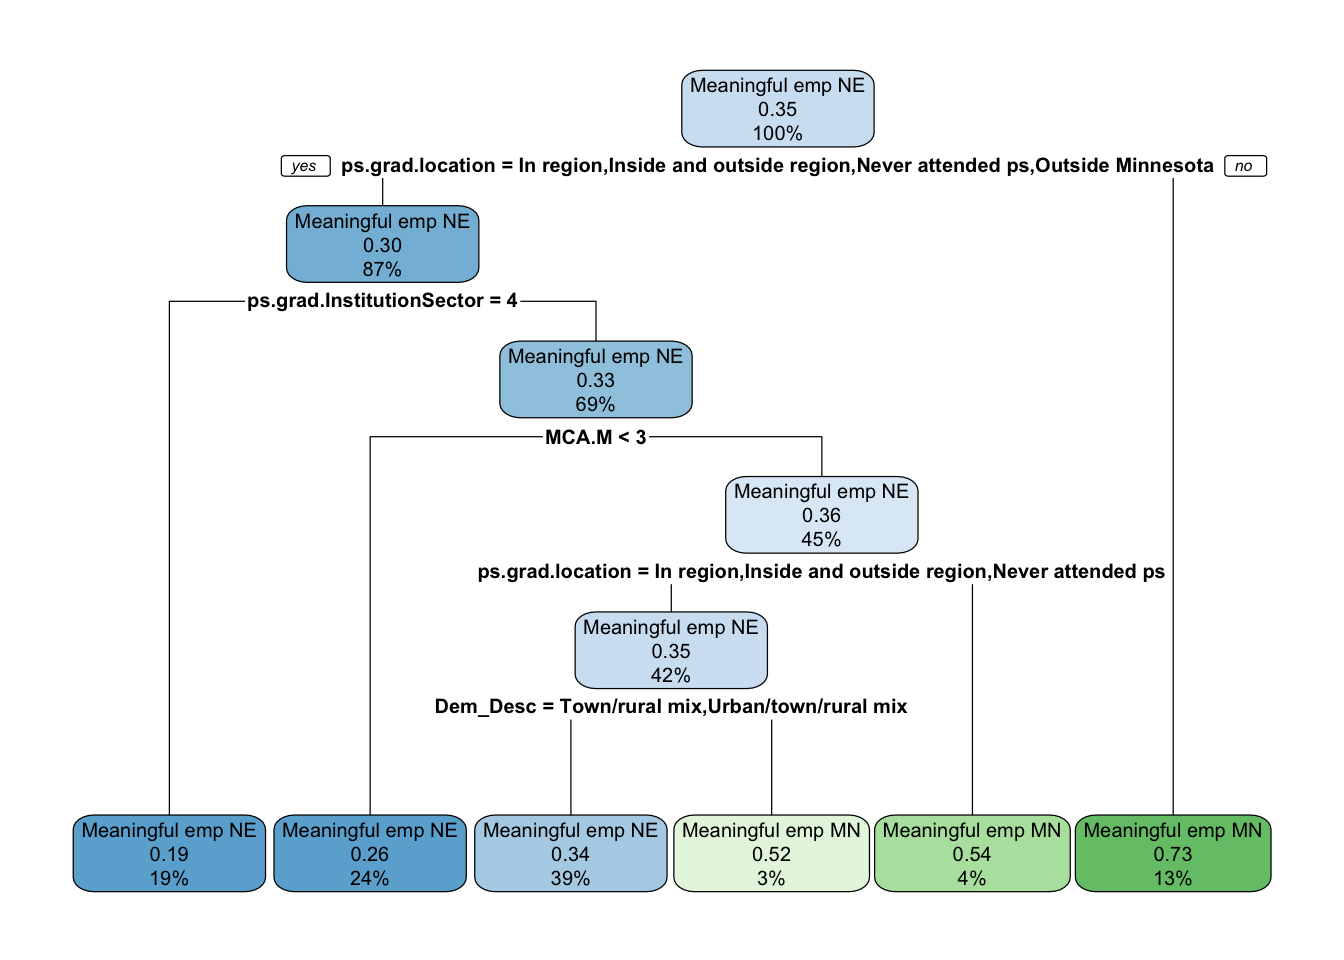 Meaningful emp NE
0.35
100%
yes
ps.grad.location = In region,Inside and outside region,Never attended ps,Outside Minnesota
no
Meaningful emp NE
0.30
87%
ps.grad.InstitutionSector = 4
Meaningful emp NE
0.33
69%
MCA.M < 3
Meaningful emp NE
0.36
45%
ps.grad.location = In region,Inside and outside region,Never attended ps
Meaningful emp NE
0.35
42%
Dem_Desc = Town/rural mix,Urban/town/rural mix
Meaningful emp NE
0.19
19%
Meaningful emp NE
0.26
24%
Meaningful emp NE
0.34
39%
Meaningful emp MN
0.52
3%
Meaningful emp MN
0.54
4%
Meaningful emp MN
0.73
13%